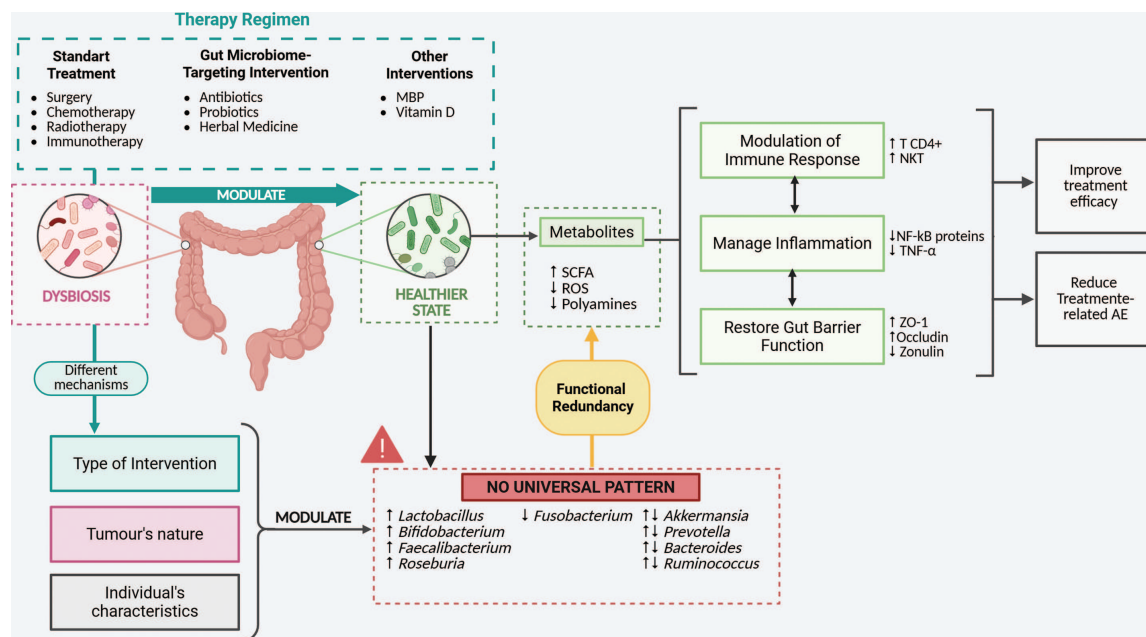 Therapy Regimen
Standart
Treatment
• Surgery
• Chemotherapy
• Radiotherapy
• Immunotherapy
Gut Microbiome-
Targeting Intervention
• Antibiotics
• Probiotics
• Herbal Medicine
Other
Interventions
• MBP
• Vitamin D
DYSBIOSIS
MODULATE
HEALTHIER
STATE
Metabolites
↑ SCFA
↓ ROS
↓ Polyamines
Modulation of
Immune Response
↑ T CD4+
↑ NKT
Manage Inflammation
↓NF-kB proteins
↓ TNF-α
Restore Gut Barrier
Function
↑ ZO-1
↑Occludin
↓ Zonulin
Improve
treatment
efficacy
Reduce
Treatmente-
related AE
Different
mechanisms
Type of Intervention
Tumour's nature
Individual's
characteristics
MODULATE
Functional
Redundancy
!
NO UNIVERSAL PATTERN
↑ Lactobacillus
↑ Bifidobacterium
↑ Faecalibacterium
↑ Roseburia
↓ Fusobacterium
↑↓ Akkermansia
↑↓ Prevotella
↑↓ Bacteroides
↑↓ Ruminococcus